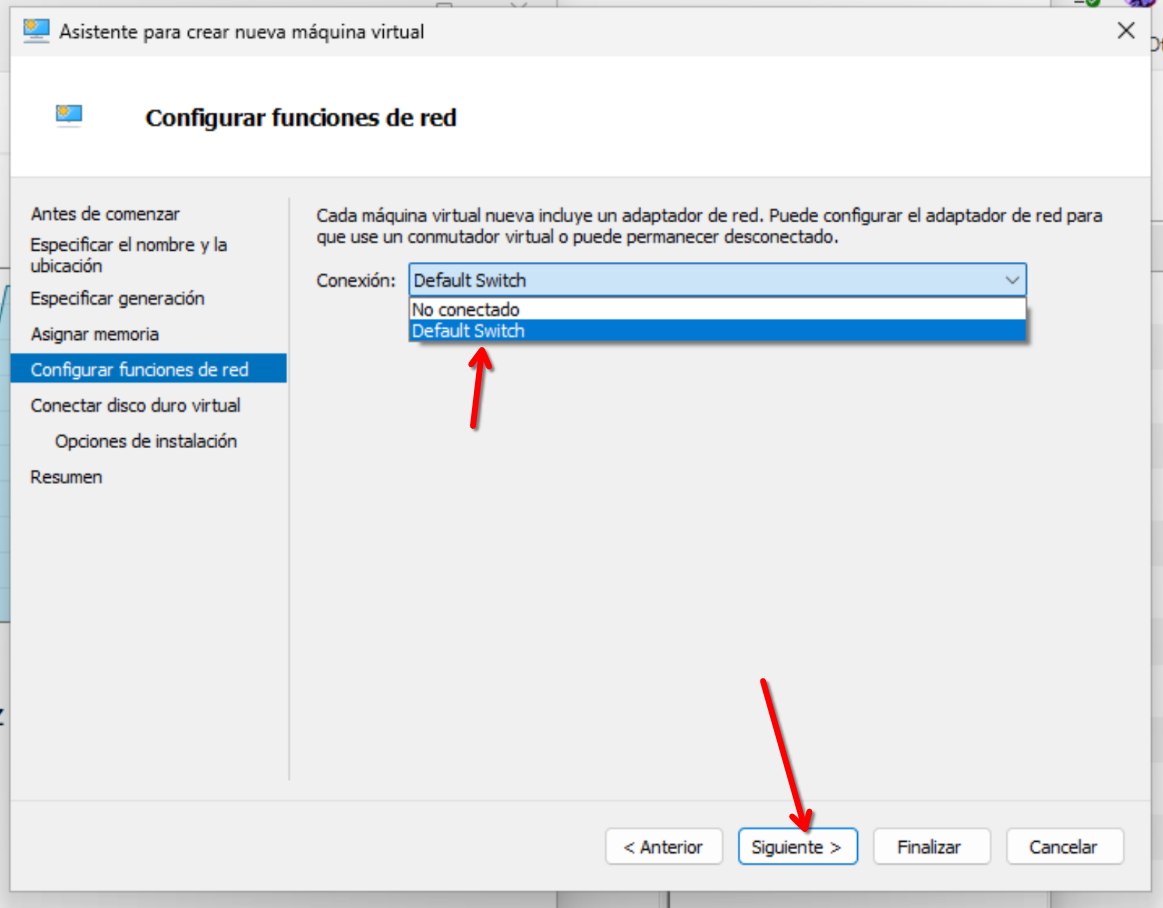 Asistente para crear nueva máquina virtual
Configurar funciones de red
Antes de comenzar
Especificar el nombre y la
ubicación
Especificar generación
Asignar memoria
Configurar funciones de red
Conectar disco duro virtual
Opciones de instalación
Resumen
Cada máquina virtual nueva incluye un adaptador de red. Puede configurar el adaptador de red para
que use un conmutador virtual o puede permanecer desconectado.
Conexión: Default Switch
No conectado
Default Switch
< Anterior
Siguiente >
Finalizar
Cancelar